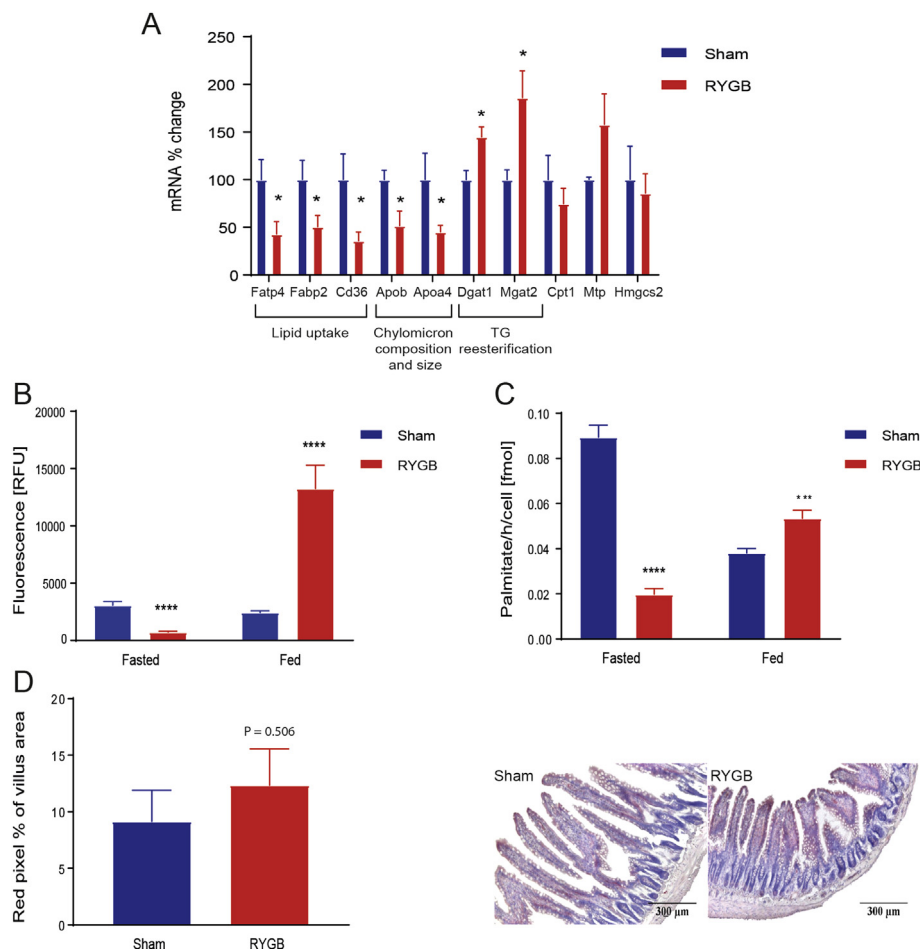 A
250
200
150
100
50
0
mRNA % change
Sham
RYGB
* * * * * * *
Fatp4 Fabp2 Cd36 Apob Apoa4 Dgat1 Mgat2 Cpt1 Mtp Hmgcs2
Lipid uptake
Chylomicron
composition
and size
TG
reesterification
B
20000
15000
10000
5000
0
Fluorescence [RFU]
Sham
RYGB
****
****
Fasted Fed
C
0.10
0.08
0.06
0.04
0.02
0.00
Palmitate/h/cell [fmol]
Sham
RYGB
****
***
Fasted Fed
D
20
15
10
5
0
Red pixel % of villus area
P = 0.506
Sham RYGB
Sham
300 µm
RYGB
300 µm